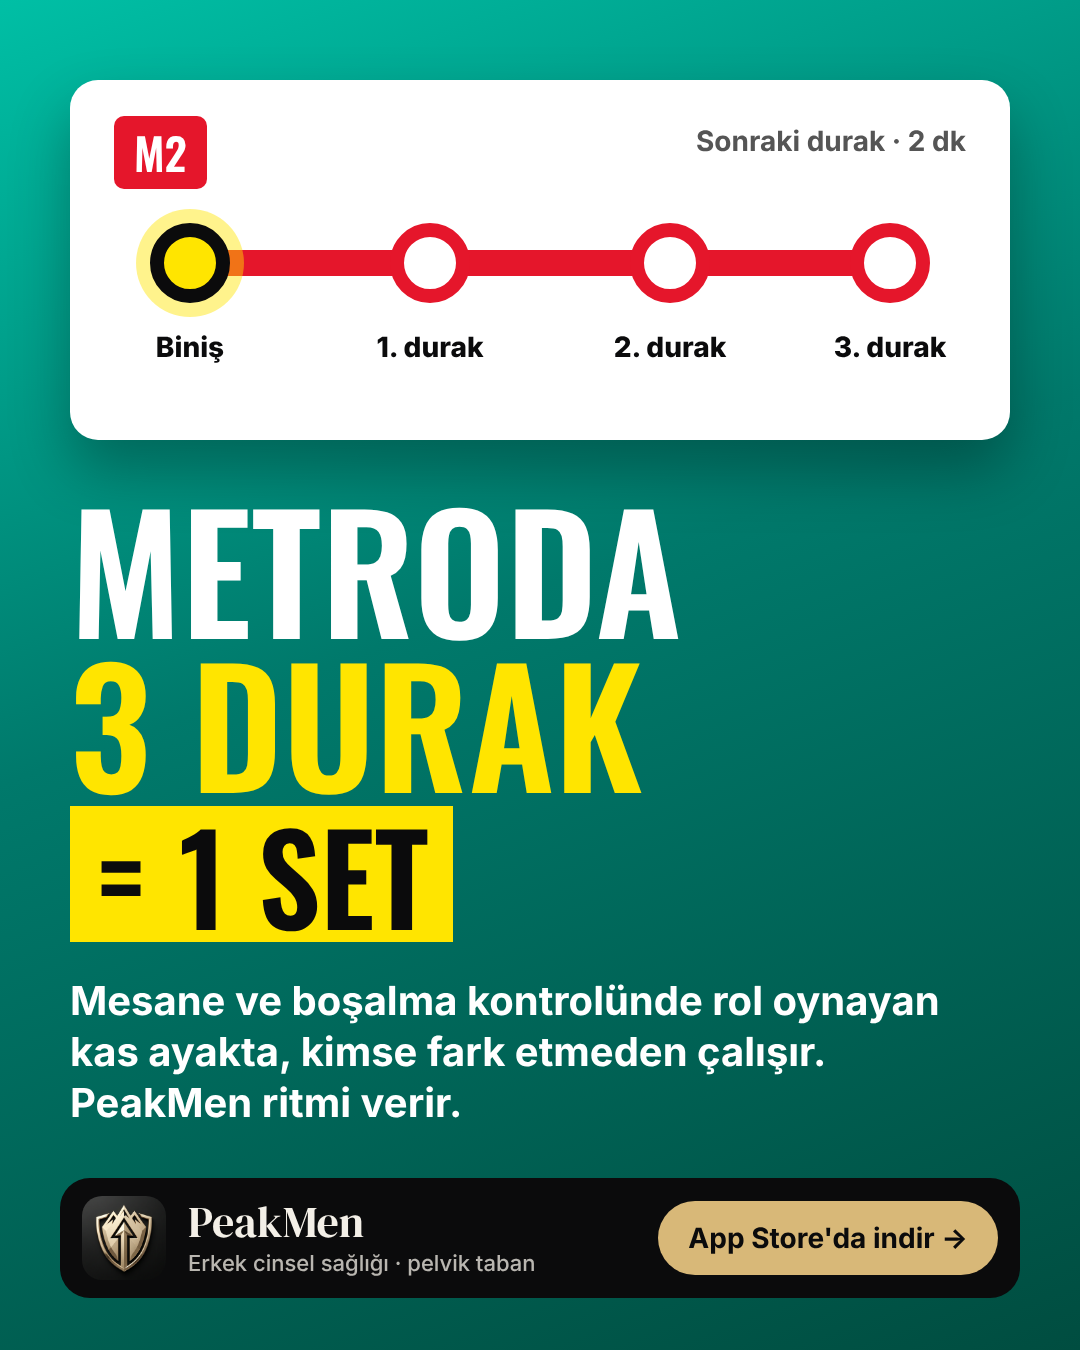 M2
Sonraki durak · 2 dk
Biniş
1. durak
2. durak
3. durak
METRODA
3 DURAK
= 1 SET
Mesane ve boşalma kontrolünde rol oynayan
kas ayakta, kimse fark etmeden çalışır.
PeakMen ritmi verir.
PeakMen
Erkek cinsel sağlığı · pelvik taban
App Store'da indir →